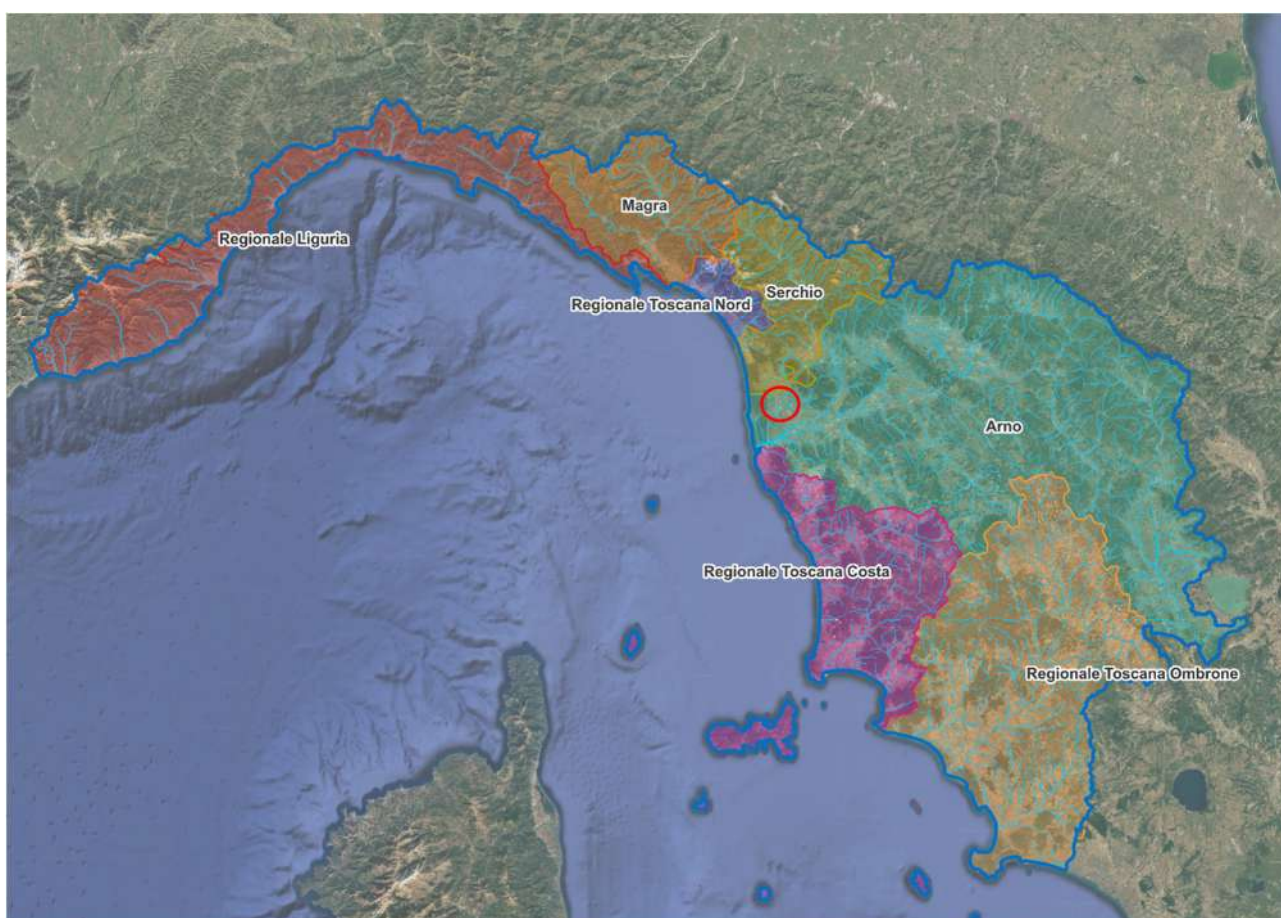 Magra
Regionale Liguria
Serchio
Regionale Toscana Nord
Arno
Regionale Toscana Costa
Regionale Toscana Ombrone